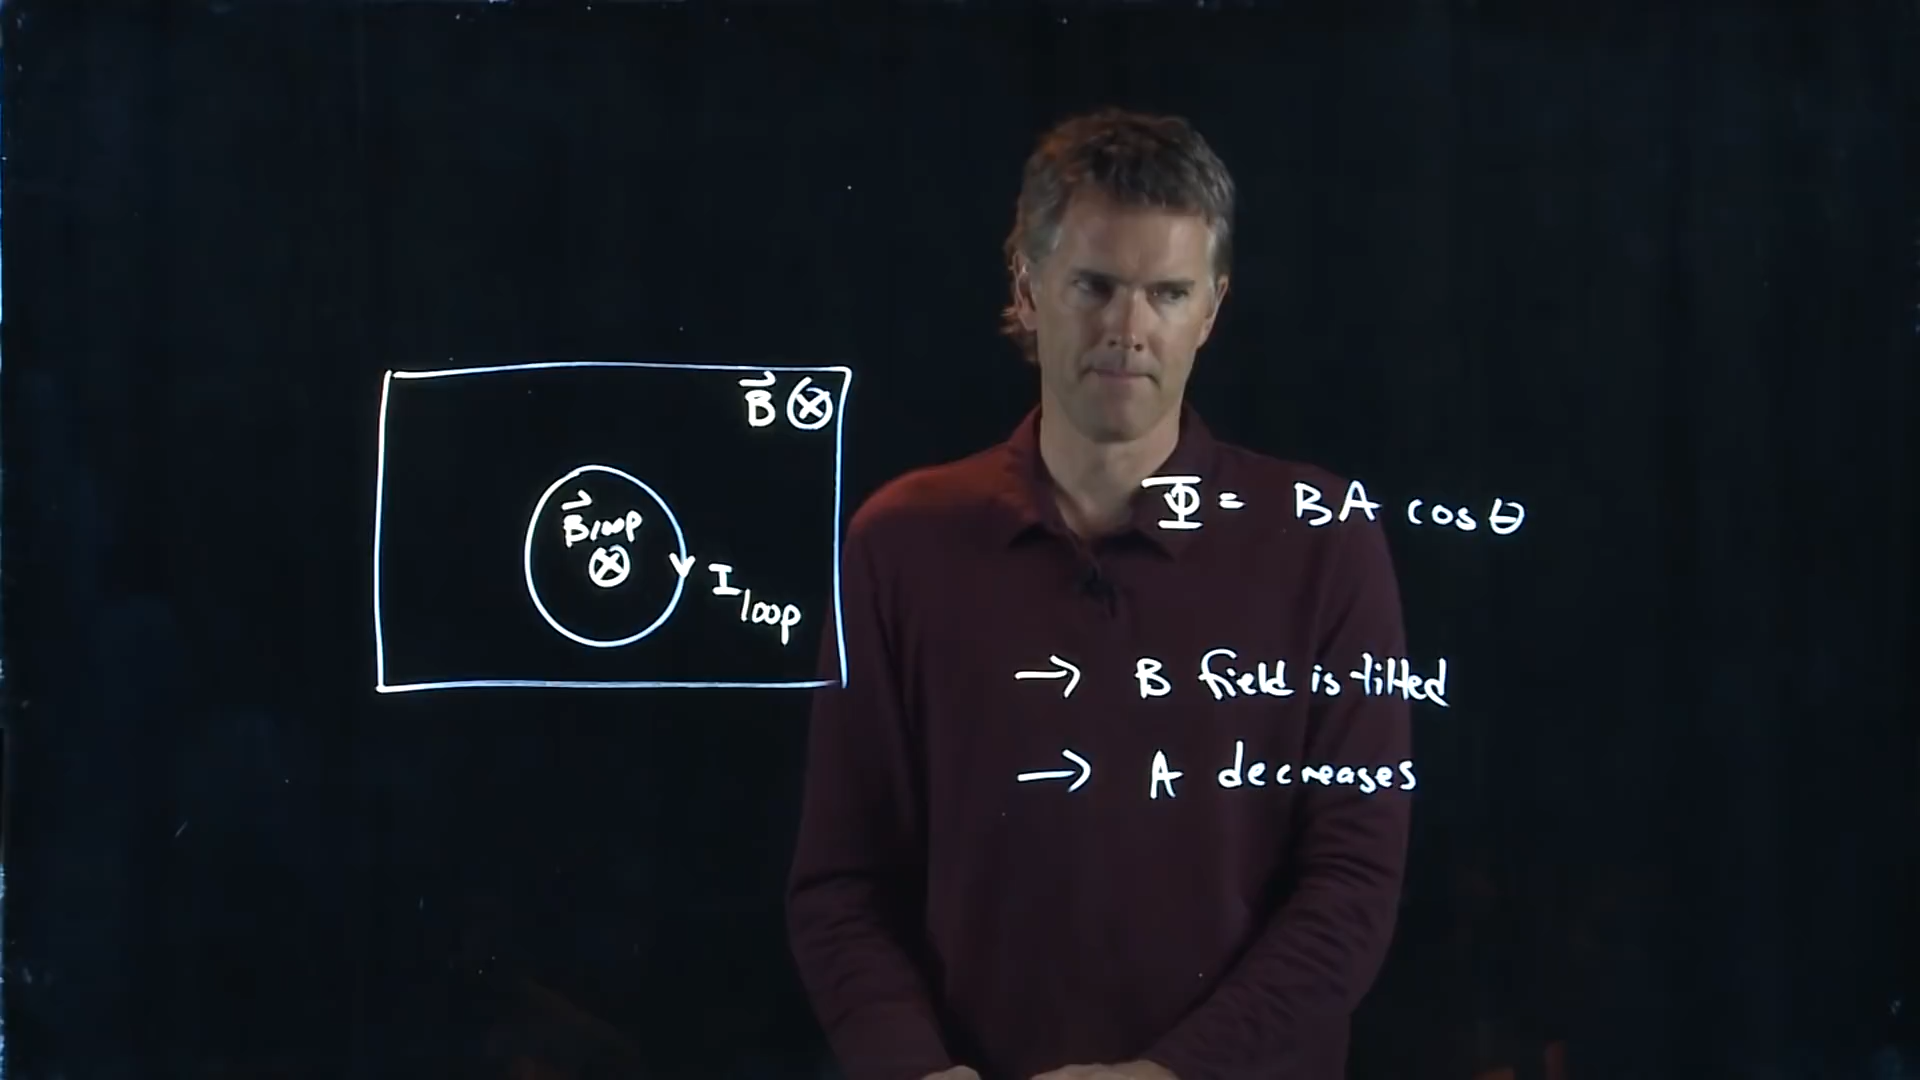 B⃗ ⊗
B⃗loop
⊗
I loop
Φ = BA cos θ
→ B field is tilted
→ A decreases